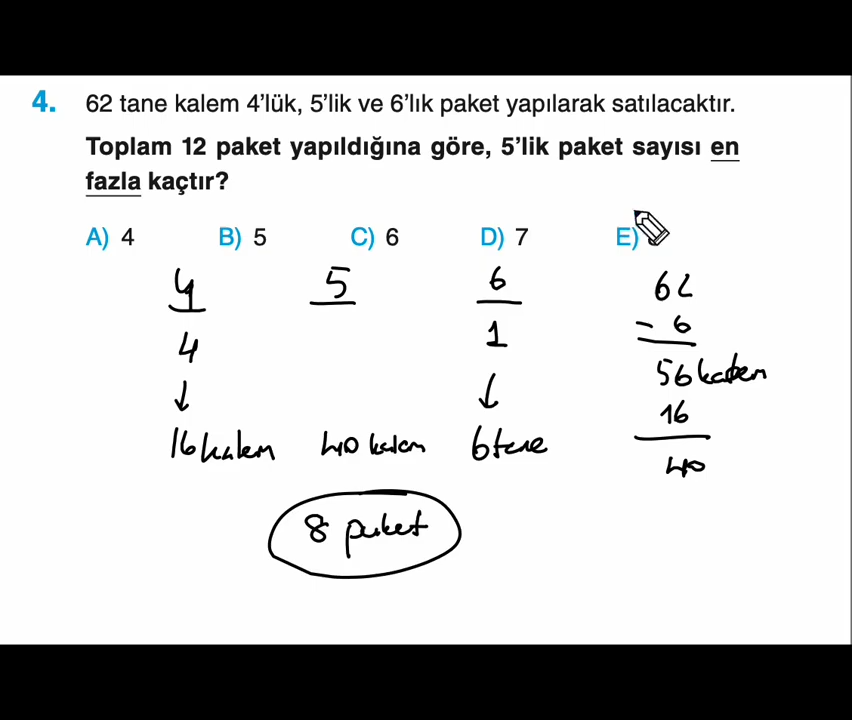 4. 62 tane kalem 4'lük, 5'lik ve 6'lık paket yapılarak satılacaktır.
Toplam 12 paket yapıldığına göre, 5'lik paket sayısı en
fazla kaçtır?
A) 4 B) 5 C) 6 D) 7 E)
4 5 6 62
4 1 - 6
56 kalem
16
16 kalem 40 kalem 6 tane 40
8 paket